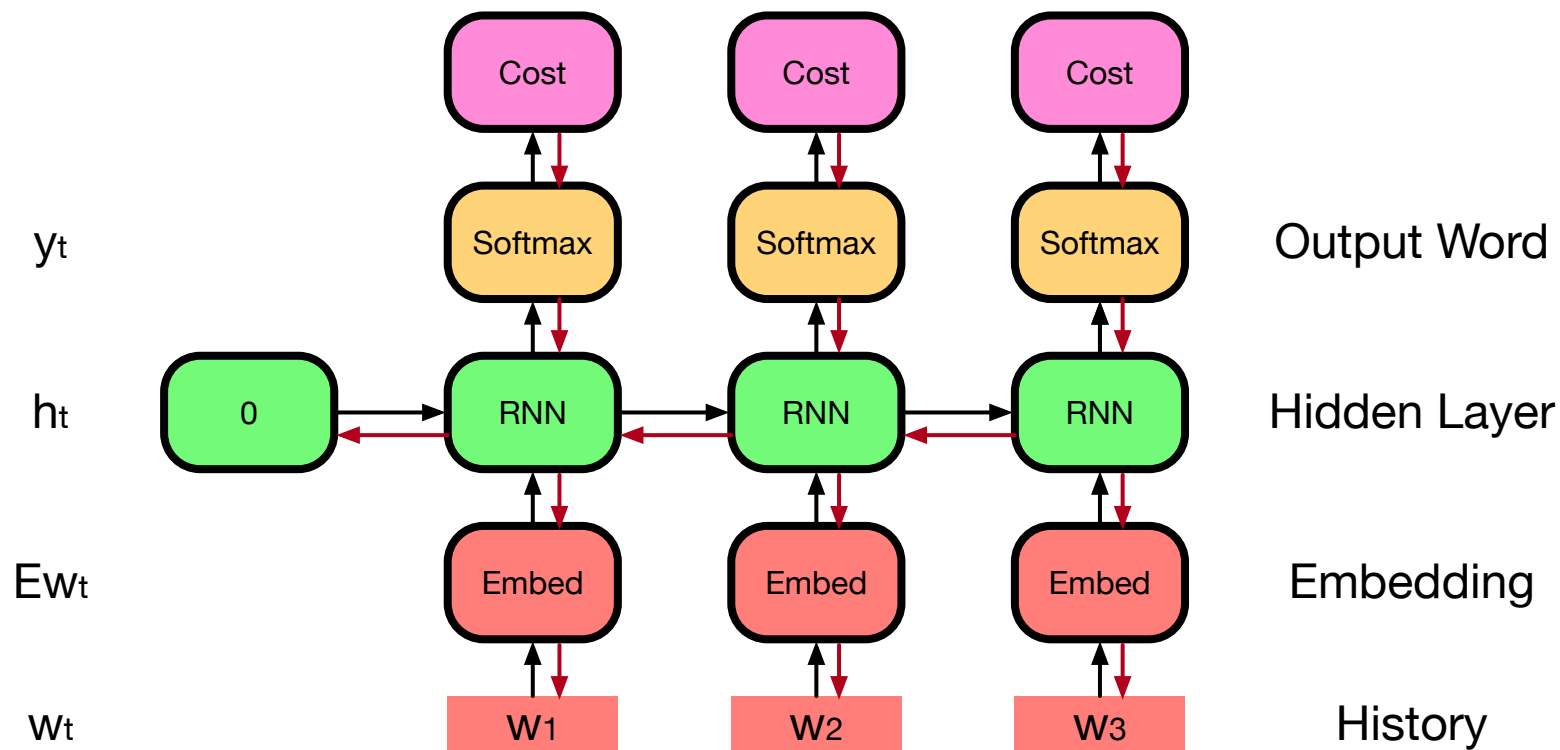 Cost Cost Cost
yt Softmax Softmax Softmax Output Word
ht 0 RNN RNN RNN Hidden Layer
Ewt Embed Embed Embed Embedding
wt w1 w2 w3 History